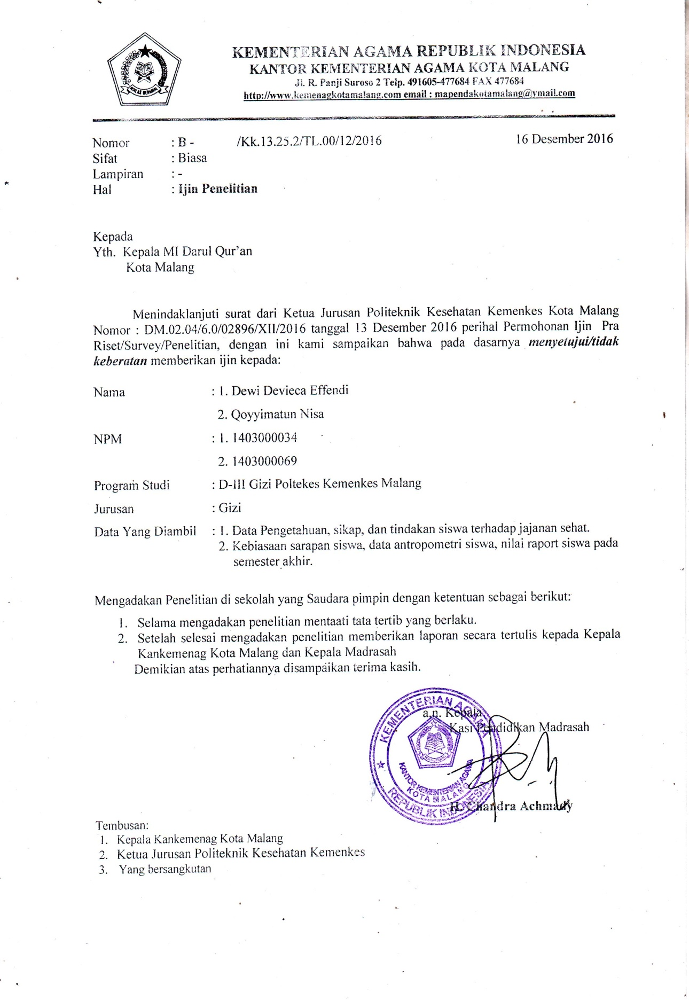 KEMENTERIAN AGAMA REPUBLIK INDONESIA
KANTOR KEMENTERIAN AGAMA KOTA MALANG
Jl. R. Panji Suroso 2 Telp. 491605-477684 FAX 477684
http://www.kemenagkotamalang.com email : mapendakotamalang@ymail.com
IKHLAS BERAMAL
Nomor : B - /Kk.13.25.2/TL.00/12/2016 16 Desember 2016
Sifat : Biasa
Lampiran : -
Hal : Ijin Penelitian
Kepada
Yth. Kepala MI Darul Qur'an
Kota Malang
Menindaklanjuti surat dari Ketua Jurusan Politeknik Kesehatan Kemenkes Kota Malang
Nomor : DM.02.04/6.0/02896/XII/2016 tanggal 13 Desember 2016 perihal Permohonan Ijin Pra
Riset/Survey/Penelitian, dengan ini kami sampaikan bahwa pada dasarnya menyetujui/tidak
keberatan memberikan ijin kepada:
Nama : 1. Dewi Devieca Effendi
2. Qoyyimatun Nisa
NPM : 1. 1403000034
2. 1403000069
Program Studi : D-III Gizi Poltekes Kemenkes Malang
Jurusan : Gizi
Data Yang Diambil : 1. Data Pengetahuan, sikap, dan tindakan siswa terhadap jajanan sehat.
2. Kebiasaan sarapan siswa, data antropometri siswa, nilai raport siswa pada
semester akhir.
Mengadakan Penelitian di sekolah yang Saudara pimpin dengan ketentuan sebagai berikut:
1. Selama mengadakan penelitian mentaati tata tertib yang berlaku.
2. Setelah selesai mengadakan penelitian memberikan laporan secara tertulis kepada Kepala
Kankemenag Kota Malang dan Kepala Madrasah
Demikian atas perhatiannya disampaikan terima kasih.
a.n. Kepala
Kasi Pendidikan Madrasah
KEMENTERIAN AGAMA
KANTOR KEMENTERIAN AGAMA
KOTA MALANG
REPUBLIK INDONESIA
H. Chandra Achmady
Tembusan:
1. Kepala Kankemenag Kota Malang
2. Ketua Jurusan Politeknik Kesehatan Kemenkes
3. Yang bersangkutan